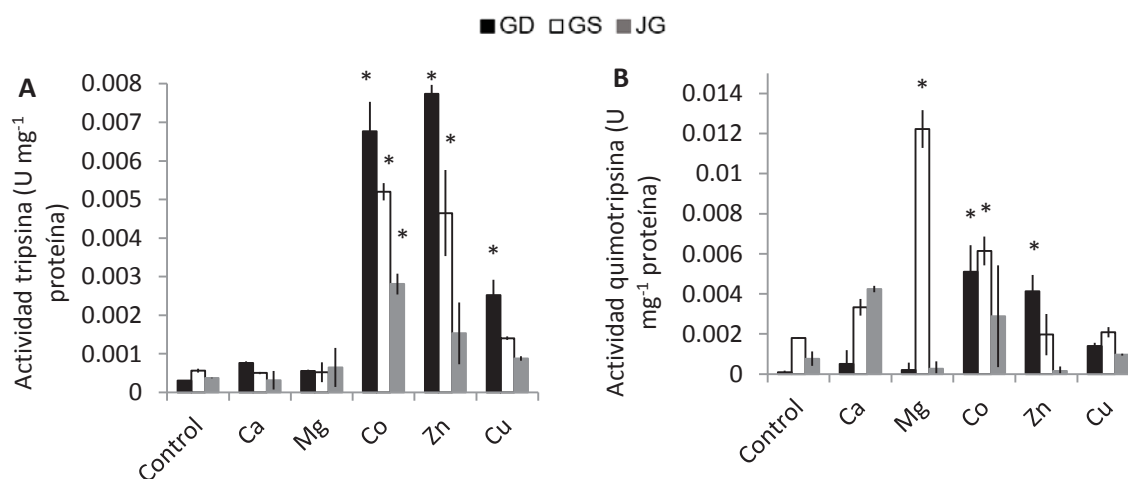 GD GS JG
A
Actividad tripsina (U mg⁻¹
proteína)
0.008
0.007
0.006
0.005
0.004
0.003
0.002
0.001
0
* * * * * *
Control Ca Mg Co Zn Cu
B
Actividad quimotripsina (U
mg⁻¹ proteína)
0.014
0.012
0.01
0.008
0.006
0.004
0.002
0
* * * *
Control Ca Mg Co Zn Cu